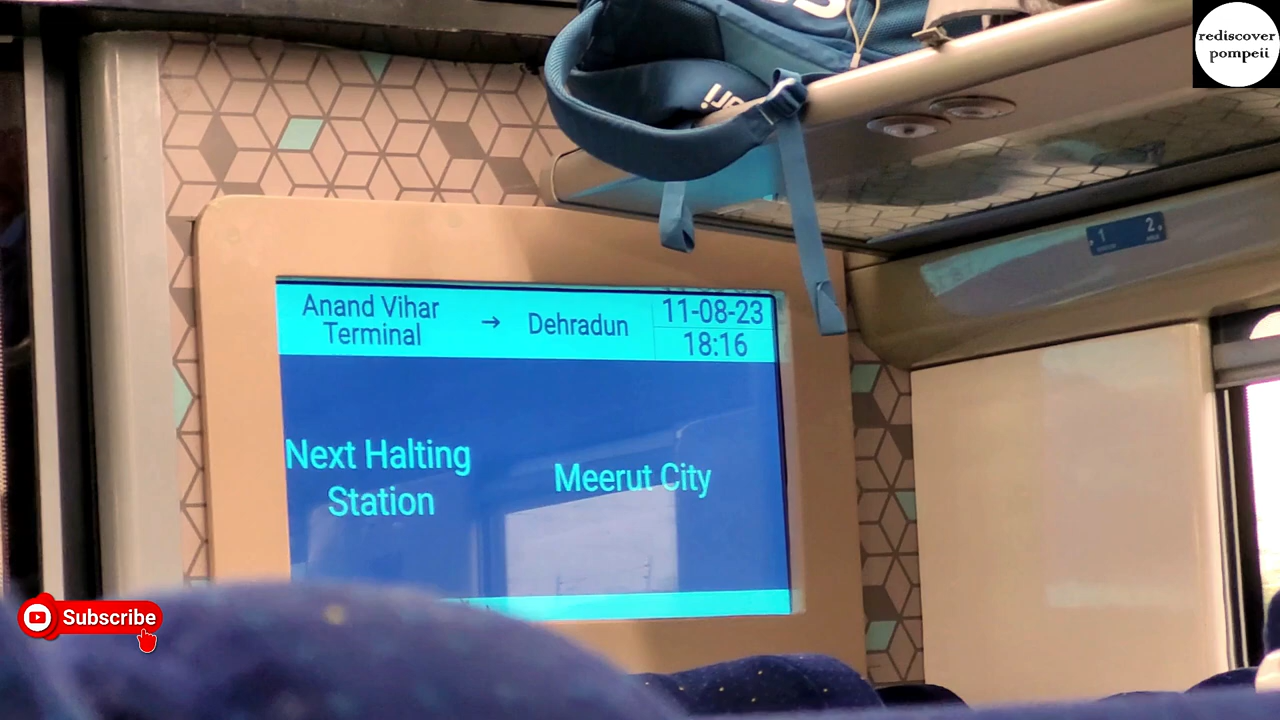 rediscover
pompeii
1 2
Anand Vihar
Terminal
→
Dehradun
11-08-23
18:16
Next Halting
Station
Meerut City
Subscribe